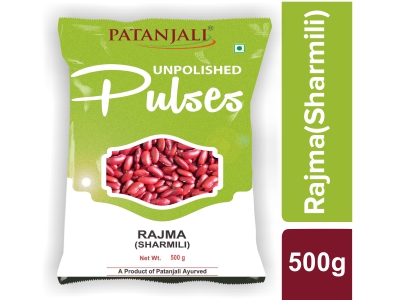 PATANJALI®
UNPOLISHED
Pulses
RAJMA
(SHARMILI)
Net Wt. 500 g
A Product of Patanjali Ayurved
Rajma(Sharmili)
500g